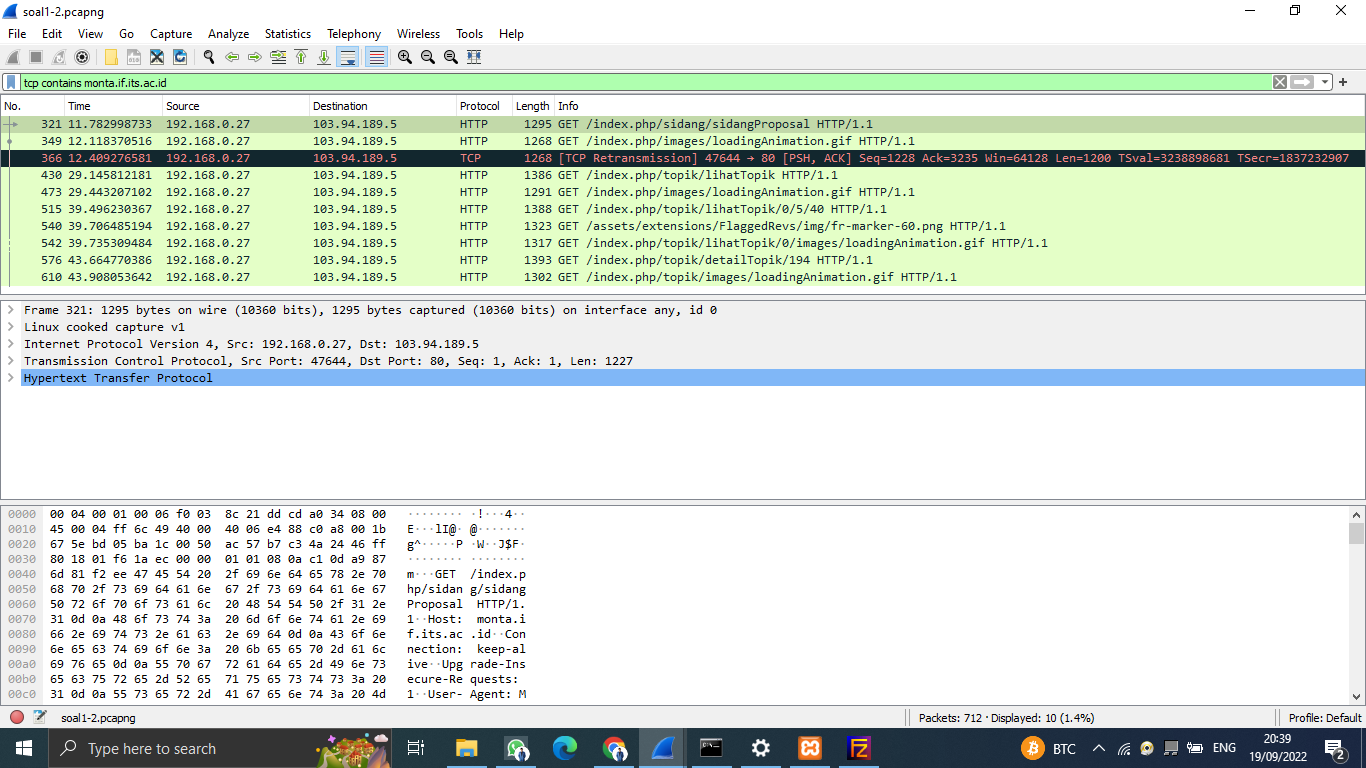 soal1-2.pcapng
File Edit View Go Capture Analyze Statistics Telephony Wireless Tools Help
tcp contains monta.if.its.ac.id
No. Time Source Destination Protocol Length Info
321 11.782998733 192.168.0.27 103.94.189.5 HTTP 1295 GET /index.php/sidang/sidangProposal HTTP/1.1
349 12.118370516 192.168.0.27 103.94.189.5 HTTP 1268 GET /index.php/images/loadingAnimation.gif HTTP/1.1
366 12.409276581 192.168.0.27 103.94.189.5 TCP 1268 [TCP Retransmission] 47644 → 80 [PSH, ACK] Seq=1228 Ack=3235 Win=64128 Len=1200 TSval=3238898681 TSecr=1837232907
430 29.145812181 192.168.0.27 103.94.189.5 HTTP 1386 GET /index.php/topik/lihatTopik HTTP/1.1
473 29.443207102 192.168.0.27 103.94.189.5 HTTP 1291 GET /index.php/images/loadingAnimation.gif HTTP/1.1
515 39.496230367 192.168.0.27 103.94.189.5 HTTP 1388 GET /index.php/topik/lihatTopik/0/5/40 HTTP/1.1
540 39.706485194 192.168.0.27 103.94.189.5 HTTP 1323 GET /assets/extensions/FlaggedRevs/img/fr-marker-60.png HTTP/1.1
542 39.735309484 192.168.0.27 103.94.189.5 HTTP 1317 GET /index.php/topik/lihatTopik/0/images/loadingAnimation.gif HTTP/1.1
576 43.664770386 192.168.0.27 103.94.189.5 HTTP 1393 GET /index.php/topik/detailTopik/194 HTTP/1.1
610 43.908053642 192.168.0.27 103.94.189.5 HTTP 1302 GET /index.php/topik/images/loadingAnimation.gif HTTP/1.1
Frame 321: 1295 bytes on wire (10360 bits), 1295 bytes captured (10360 bits) on interface any, id 0
Linux cooked capture v1
Internet Protocol Version 4, Src: 192.168.0.27, Dst: 103.94.189.5
Transmission Control Protocol, Src Port: 47644, Dst Port: 80, Seq: 1, Ack: 1, Len: 1227
Hypertext Transfer Protocol
0000 00 04 00 01 00 06 f0 03 8c 21 dd cd a0 34 08 00 ········ ·!···4··
0010 45 00 04 ff 6c 49 40 00 40 06 e4 88 c0 a8 00 1b E···lI@· @·······
0020 67 5e bd 05 ba 1c 00 50 ac 57 b7 c3 4a 24 46 ff g^·····P ·W··J$F·
0030 80 18 01 f6 1a ec 00 00 01 01 08 0a c1 0d a9 87 ········ ········
0040 6d 81 f2 ee 47 45 54 20 2f 69 6e 64 65 78 2e 70 m···GET /index.p
0050 68 70 2f 73 69 64 61 6e 67 2f 73 69 64 61 6e 67 hp/sidan g/sidang
0060 50 72 6f 70 6f 73 61 6c 20 48 54 54 50 2f 31 2e Proposal HTTP/1.
0070 31 0d 0a 48 6f 73 74 3a 20 6d 6f 6e 74 61 2e 69 1··Host: monta.i
0080 66 2e 69 74 73 2e 61 63 2e 69 64 0d 0a 43 6f 6e f.its.ac .id··Con
0090 6e 65 63 74 69 6f 6e 3a 20 6b 65 65 70 2d 61 6c nection: keep-al
00a0 69 76 65 0d 0a 55 70 67 72 61 64 65 2d 49 6e 73 ive··Upg rade-Ins
00b0 65 63 75 72 65 2d 52 65 71 75 65 73 74 73 3a 20 ecure-Re quests:
00c0 31 0d 0a 55 73 65 72 2d 41 67 65 6e 74 3a 20 4d 1··User- Agent: M
soal1-2.pcapng Packets: 712 · Displayed: 10 (1.4%) Profile: Default
Type here to search BTC ENG 20:39
19/09/2022 2